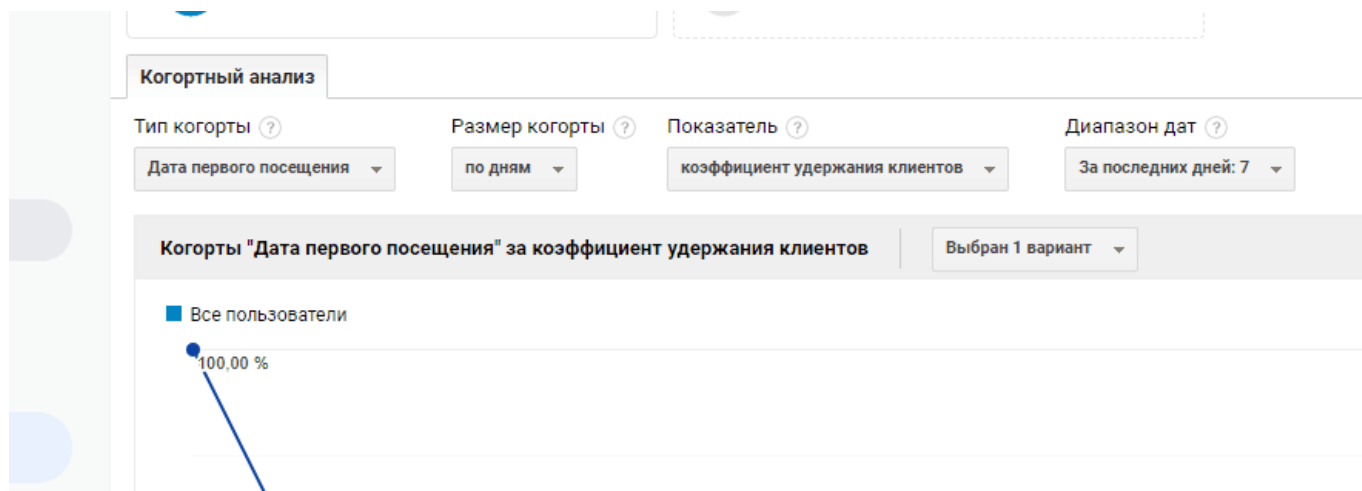 Когортный анализ
Тип когорты ? Размер когорты ? Показатель ? Диапазон дат ?
Дата первого посещения по дням коэффициент удержания клиентов За последних дней: 7
Когорты "Дата первого посещения" за коэффициент удержания клиентов Выбран 1 вариант
Все пользователи
100,00 %